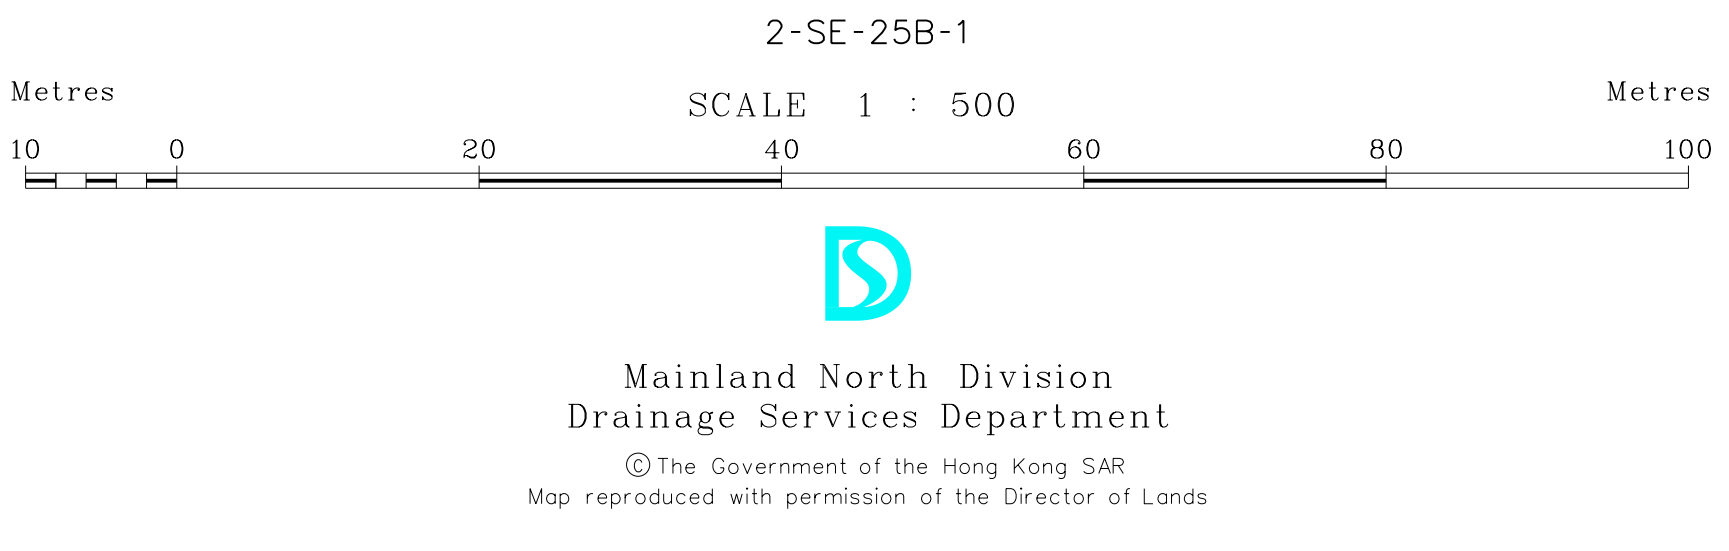 2-SE-25B-1
Metres SCALE 1 : 500 Metres
10 0 20 40 60 80 100
Mainland North Division
Drainage Services Department
©The Government of the Hong Kong SAR
Map reproduced with permission of the Director of Lands